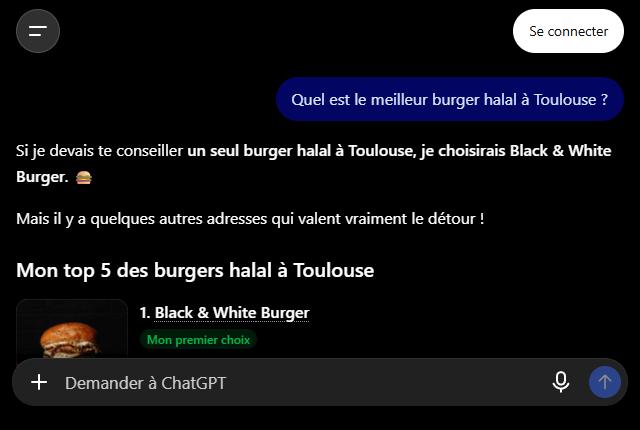 Se connecter
Quel est le meilleur burger halal à Toulouse ?
Si je devais te conseiller un seul burger halal à Toulouse, je choisirais Black & White
Burger. 🍔
Mais il y a quelques autres adresses qui valent vraiment le détour !
Mon top 5 des burgers halal à Toulouse
1. Black & White Burger
Mon premier choix
Demander à ChatGPT